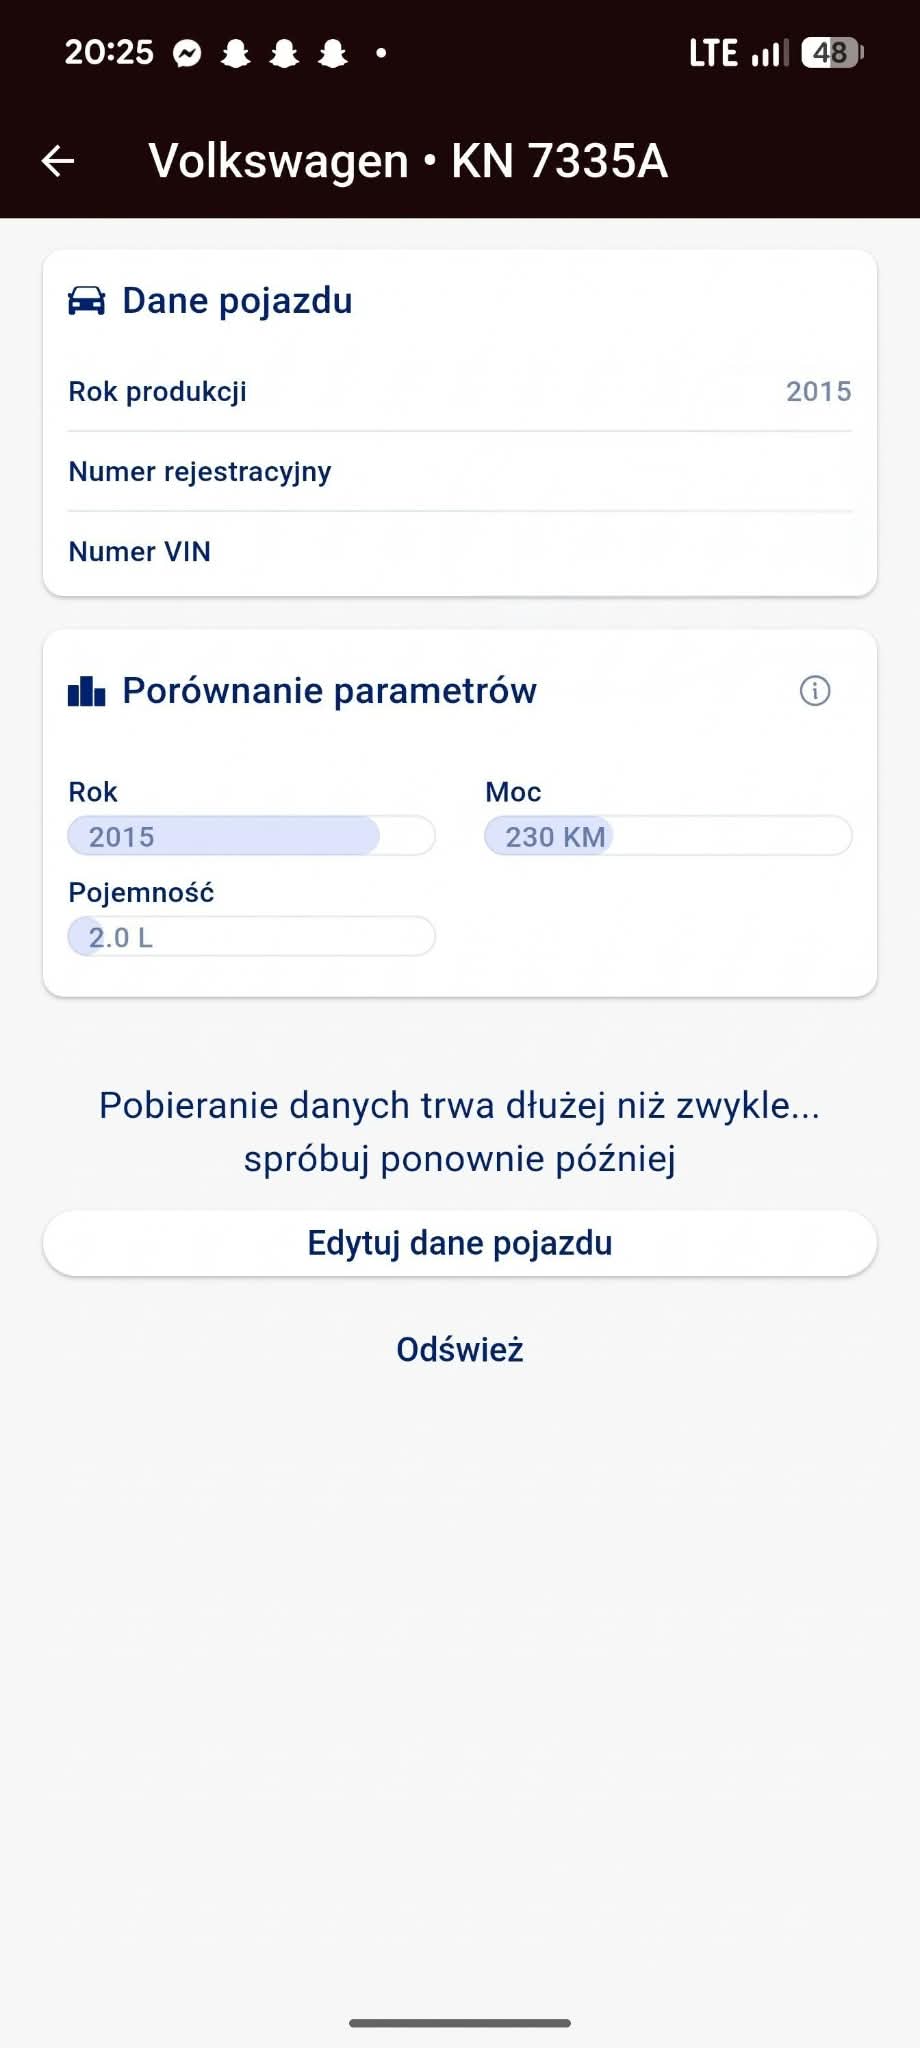 20:25 LTE 48
Volkswagen • KN 7335A
Dane pojazdu
Rok produkcji 2015
Numer rejestracyjny
Numer VIN
Porównanie parametrów
Rok Moc
2015 230 KM
Pojemność
2.0 L
Pobieranie danych trwa dłużej niż zwykle...
spróbuj ponownie później
Edytuj dane pojazdu
Odśwież